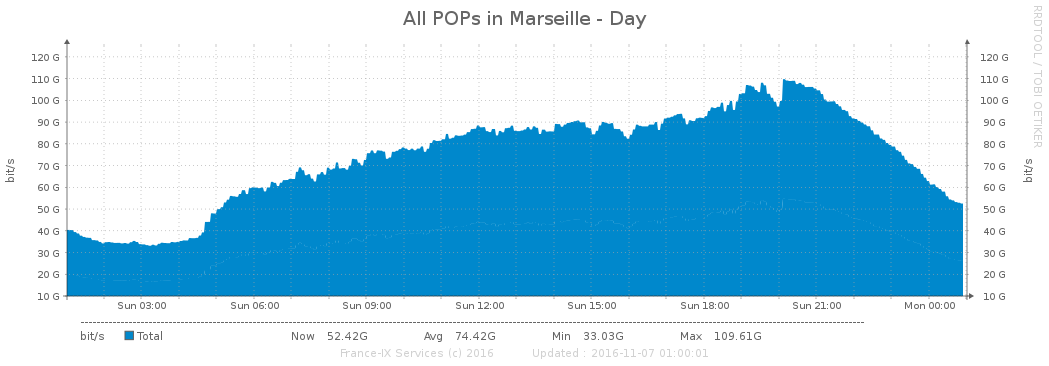 All POPs in Marseille - Day
RRDTOOL / TOBI OETIKER
bit/s
bit/s
120 G 120 G
110 G 110 G
100 G 100 G
90 G 90 G
80 G 80 G
70 G 70 G
60 G 60 G
50 G 50 G
40 G 40 G
30 G 30 G
20 G 20 G
10 G 10 G
Sun 03:00 Sun 06:00 Sun 09:00 Sun 12:00 Sun 15:00 Sun 18:00 Sun 21:00 Mon 00:00
bit/s Total Now 52.42G Avg 74.42G Min 33.03G Max 109.61G
France-IX Services (c) 2016 Updated : 2016-11-07 01:00:01